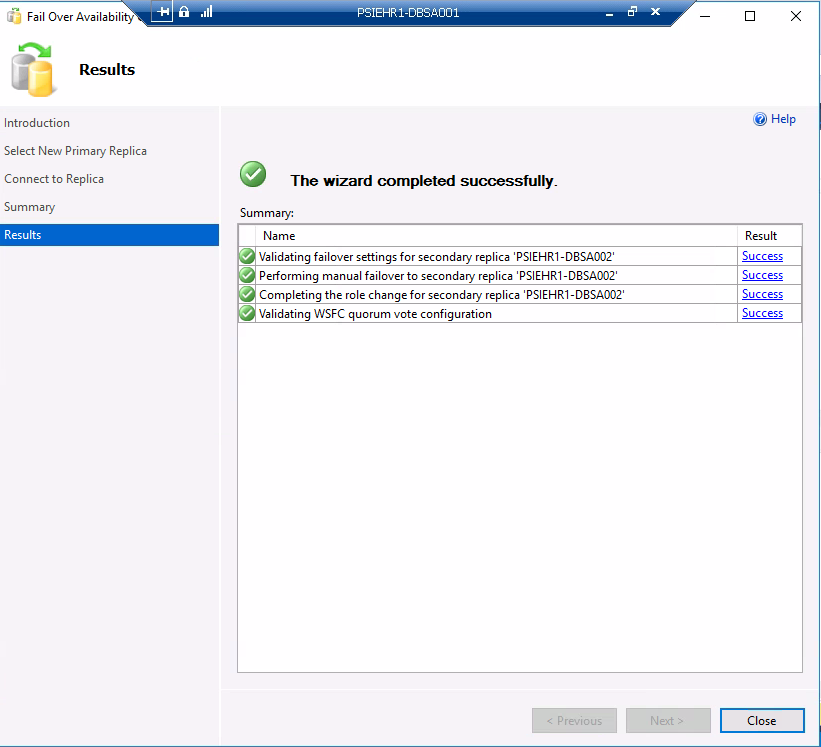 Fail Over Availability
PSIEHR1-DBSA001
Results
Introduction
Select New Primary Replica
Connect to Replica
Summary
Results
Help
The wizard completed successfully.
Summary:
Name Result
Validating failover settings for secondary replica 'PSIEHR1-DBSA002' Success
Performing manual failover to secondary replica 'PSIEHR1-DBSA002' Success
Completing the role change for secondary replica 'PSIEHR1-DBSA002' Success
Validating WSFC quorum vote configuration Success
< Previous Next > Close